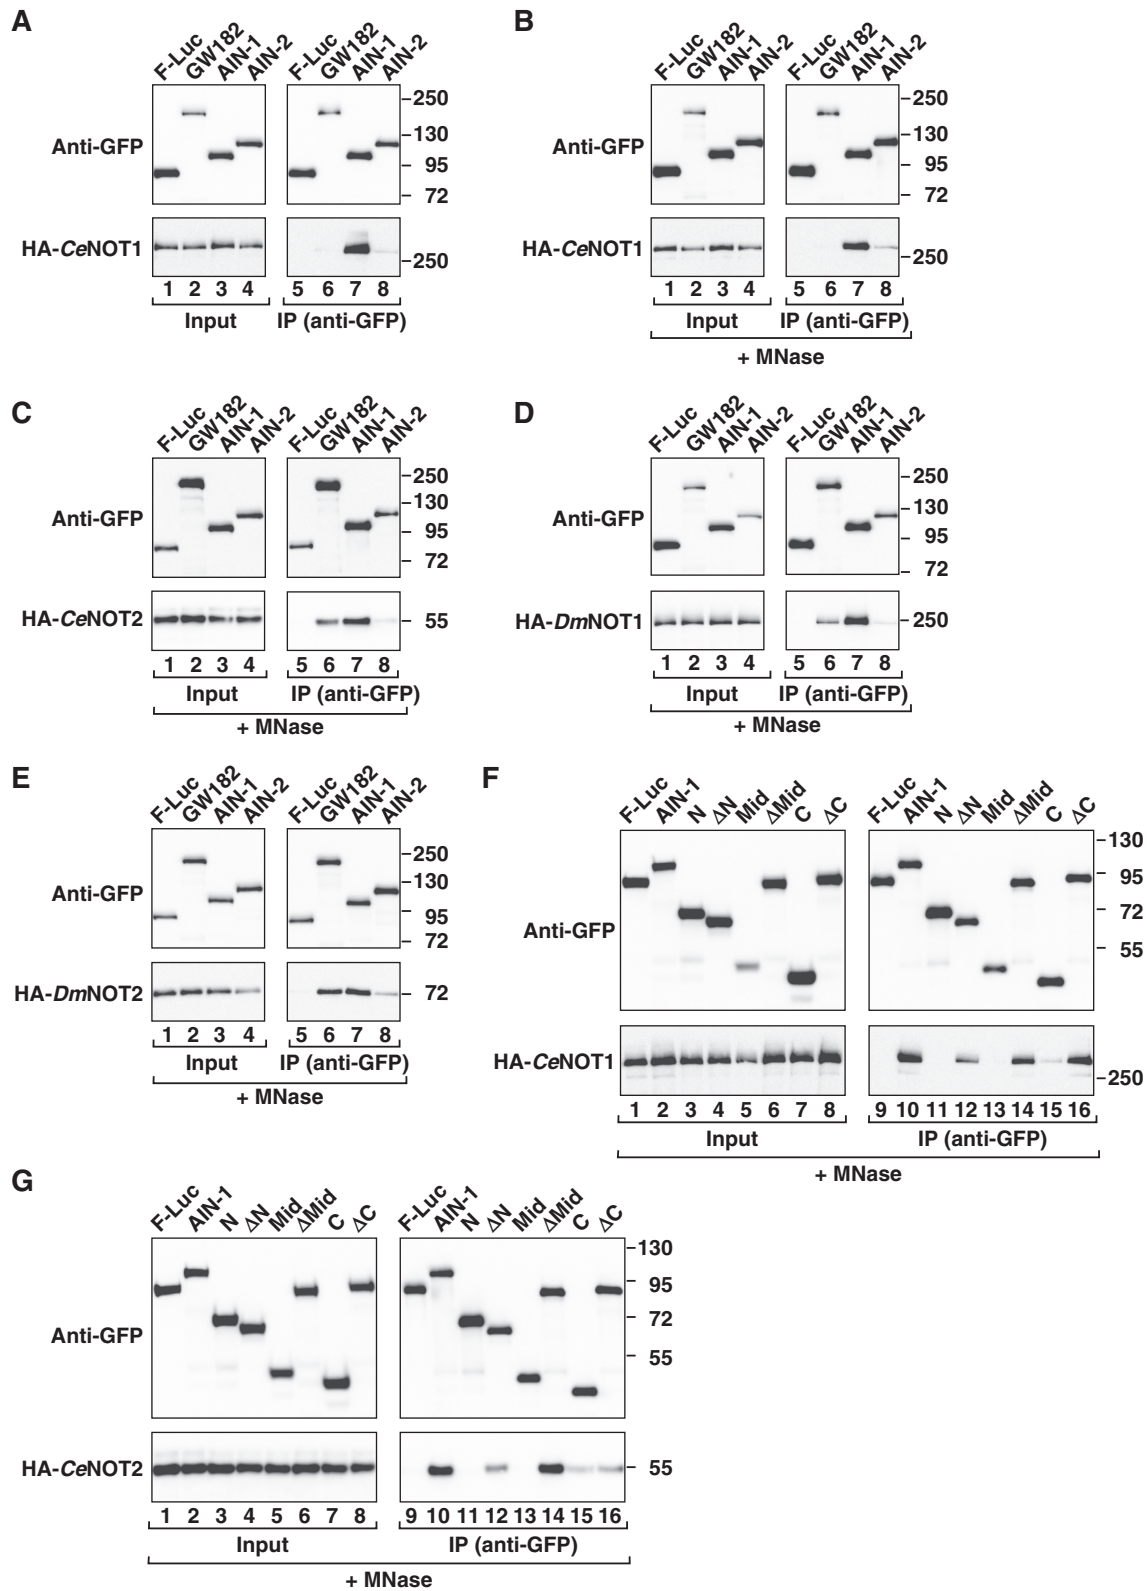 A
F-Luc GW182 AIN-1 AIN-2 F-Luc GW182 AIN-1 AIN-2
Anti-GFP
250
130
95
72
HA-CeNOT1
250
1 2 3 4 5 6 7 8
Input IP (anti-GFP)
B
F-Luc GW182 AIN-1 AIN-2 F-Luc GW182 AIN-1 AIN-2
Anti-GFP
250
130
95
72
HA-CeNOT1
250
1 2 3 4 5 6 7 8
Input IP (anti-GFP)
+ MNase
C
F-Luc GW182 AIN-1 AIN-2 F-Luc GW182 AIN-1 AIN-2
Anti-GFP
250
130
95
72
HA-CeNOT2
55
1 2 3 4 5 6 7 8
Input IP (anti-GFP)
+ MNase
D
F-Luc GW182 AIN-1 AIN-2 F-Luc GW182 AIN-1 AIN-2
Anti-GFP
250
130
95
72
HA-DmNOT1
250
1 2 3 4 5 6 7 8
Input IP (anti-GFP)
+ MNase
E
F-Luc GW182 AIN-1 AIN-2 F-Luc GW182 AIN-1 AIN-2
Anti-GFP
250
130
95
72
HA-DmNOT2
72
1 2 3 4 5 6 7 8
Input IP (anti-GFP)
+ MNase
F
F-Luc AIN-1 N ΔN Mid ΔMid C ΔC F-Luc AIN-1 N ΔN Mid ΔMid C ΔC
Anti-GFP
130
95
72
55
HA-CeNOT1
250
1 2 3 4 5 6 7 8 9 10 11 12 13 14 15 16
Input IP (anti-GFP)
+ MNase
G
F-Luc AIN-1 N ΔN Mid ΔMid C ΔC F-Luc AIN-1 N ΔN Mid ΔMid C ΔC
Anti-GFP
130
95
72
55
HA-CeNOT2
55
1 2 3 4 5 6 7 8 9 10 11 12 13 14 15 16
Input IP (anti-GFP)
+ MNase